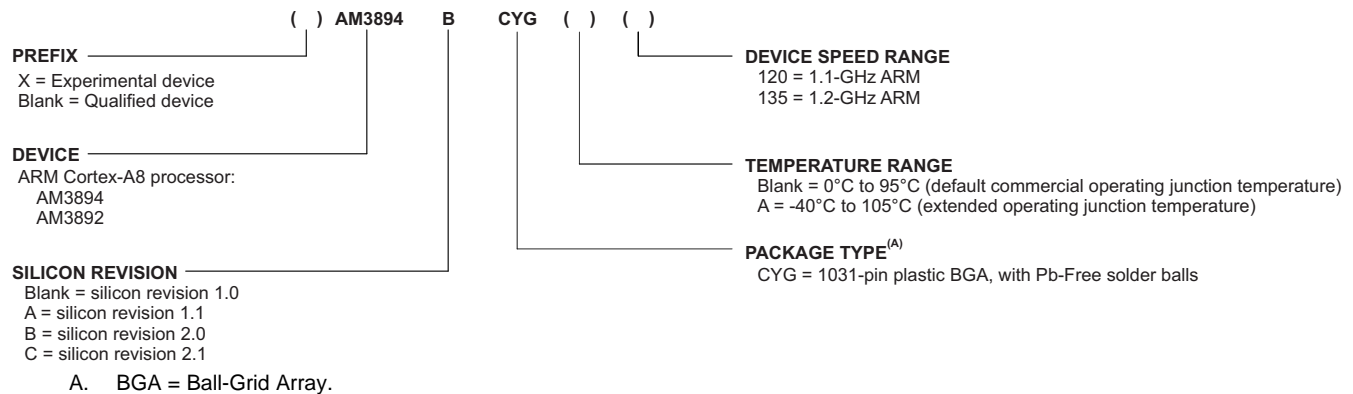 ( ) AM3894 B CYG ( ) ( )
PREFIX
X = Experimental device
Blank = Qualified device
DEVICE
ARM Cortex-A8 processor:
AM3894
AM3892
SILICON REVISION
Blank = silicon revision 1.0
A = silicon revision 1.1
B = silicon revision 2.0
C = silicon revision 2.1
DEVICE SPEED RANGE
120 = 1.1-GHz ARM
135 = 1.2-GHz ARM
TEMPERATURE RANGE
Blank = 0°C to 95°C (default commercial operating junction temperature)
A = -40°C to 105°C (extended operating junction temperature)
PACKAGE TYPE(A)
CYG = 1031-pin plastic BGA, with Pb-Free solder balls
A. BGA = Ball-Grid Array.